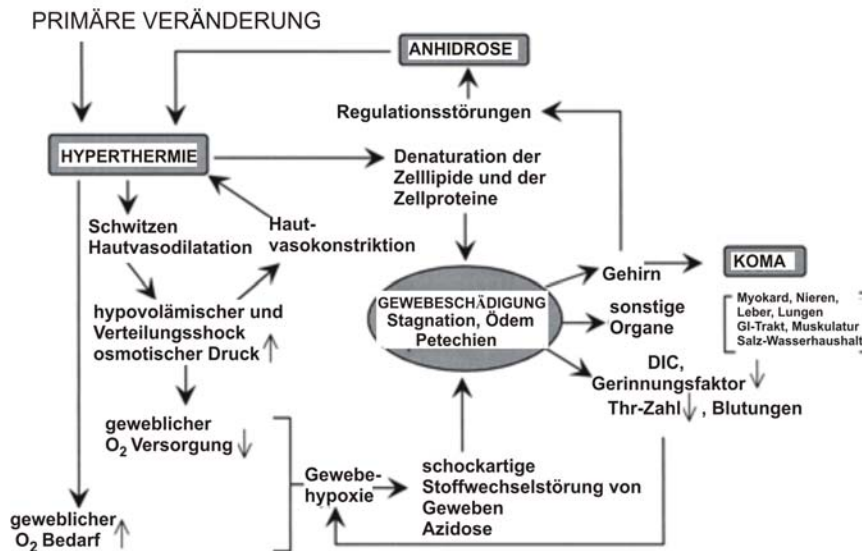 PRIMÄRE VERÄNDERUNG
ANHIDROSE
Regulationsstörungen
HYPERTHERMIE
Denaturation der
Zelllipide und der
Zellproteine
Schwitzen
Hautvasodilatation
Haut-
vasokonstriktion
hypovolämischer und
Verteilungsshock
osmotischer Druck ↑
GEWEBESCHÄDIGUNG
Stagnation, Ödem
Petechien
Gehirn
KOMA
sonstige
Organe
Myokard, Nieren,
Leber, Lungen
GI-Trakt, Muskulatur
Salz-Wasserhaushalt
DIC,
Gerinnungsfaktor ↓
Thr-Zahl ↓, Blutungen
geweblicher
O₂ Versorgung ↓
Gewebe-
hypoxie
schockartige
Stoffwechselstörung von
Geweben
Azidose
geweblicher
O₂ Bedarf ↑